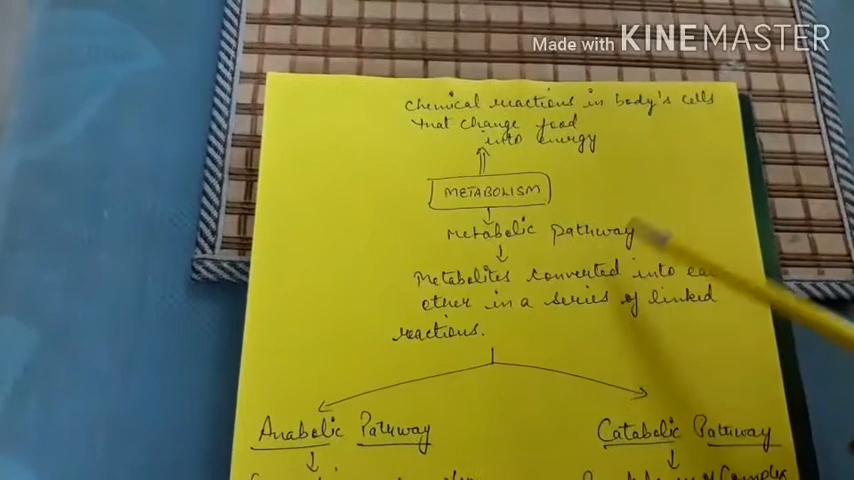 Made with KINEMASTER
chemical reactions in body's cells
that change food
into energy
METABOLISM
Metabolic pathway
Metabolites converted into
other in a series of linked
reactions.
Anabolic Pathway
Catabolic Pathway
Complex